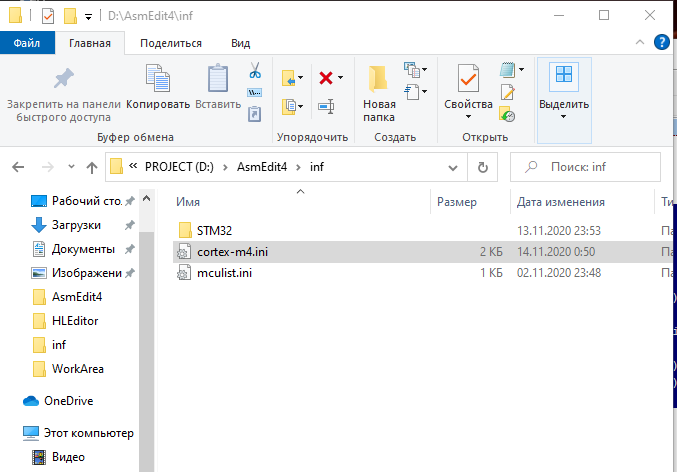 D:\AsmEdit4\inf
Файл Главная Поделиться Вид
Закрепить на панели быстрого доступа
Копировать
Вставить
Новая папка
Свойства
Выделить
Буфер обмена Упорядочить Создать Открыть
« PROJECT (D:) > AsmEdit4 > inf
Поиск: inf
Рабочий сто.
Загрузки
Документы
Изображени
AsmEdit4
HLEditor
inf
WorkArea
OneDrive
Этот компьютер
Видео
Имя Размер Дата изменения Ти
STM32 13.11.2020 23:53 Па
cortex-m4.ini 2 КБ 14.11.2020 0:50 Па
mculist.ini 1 КБ 02.11.2020 23:48 Па